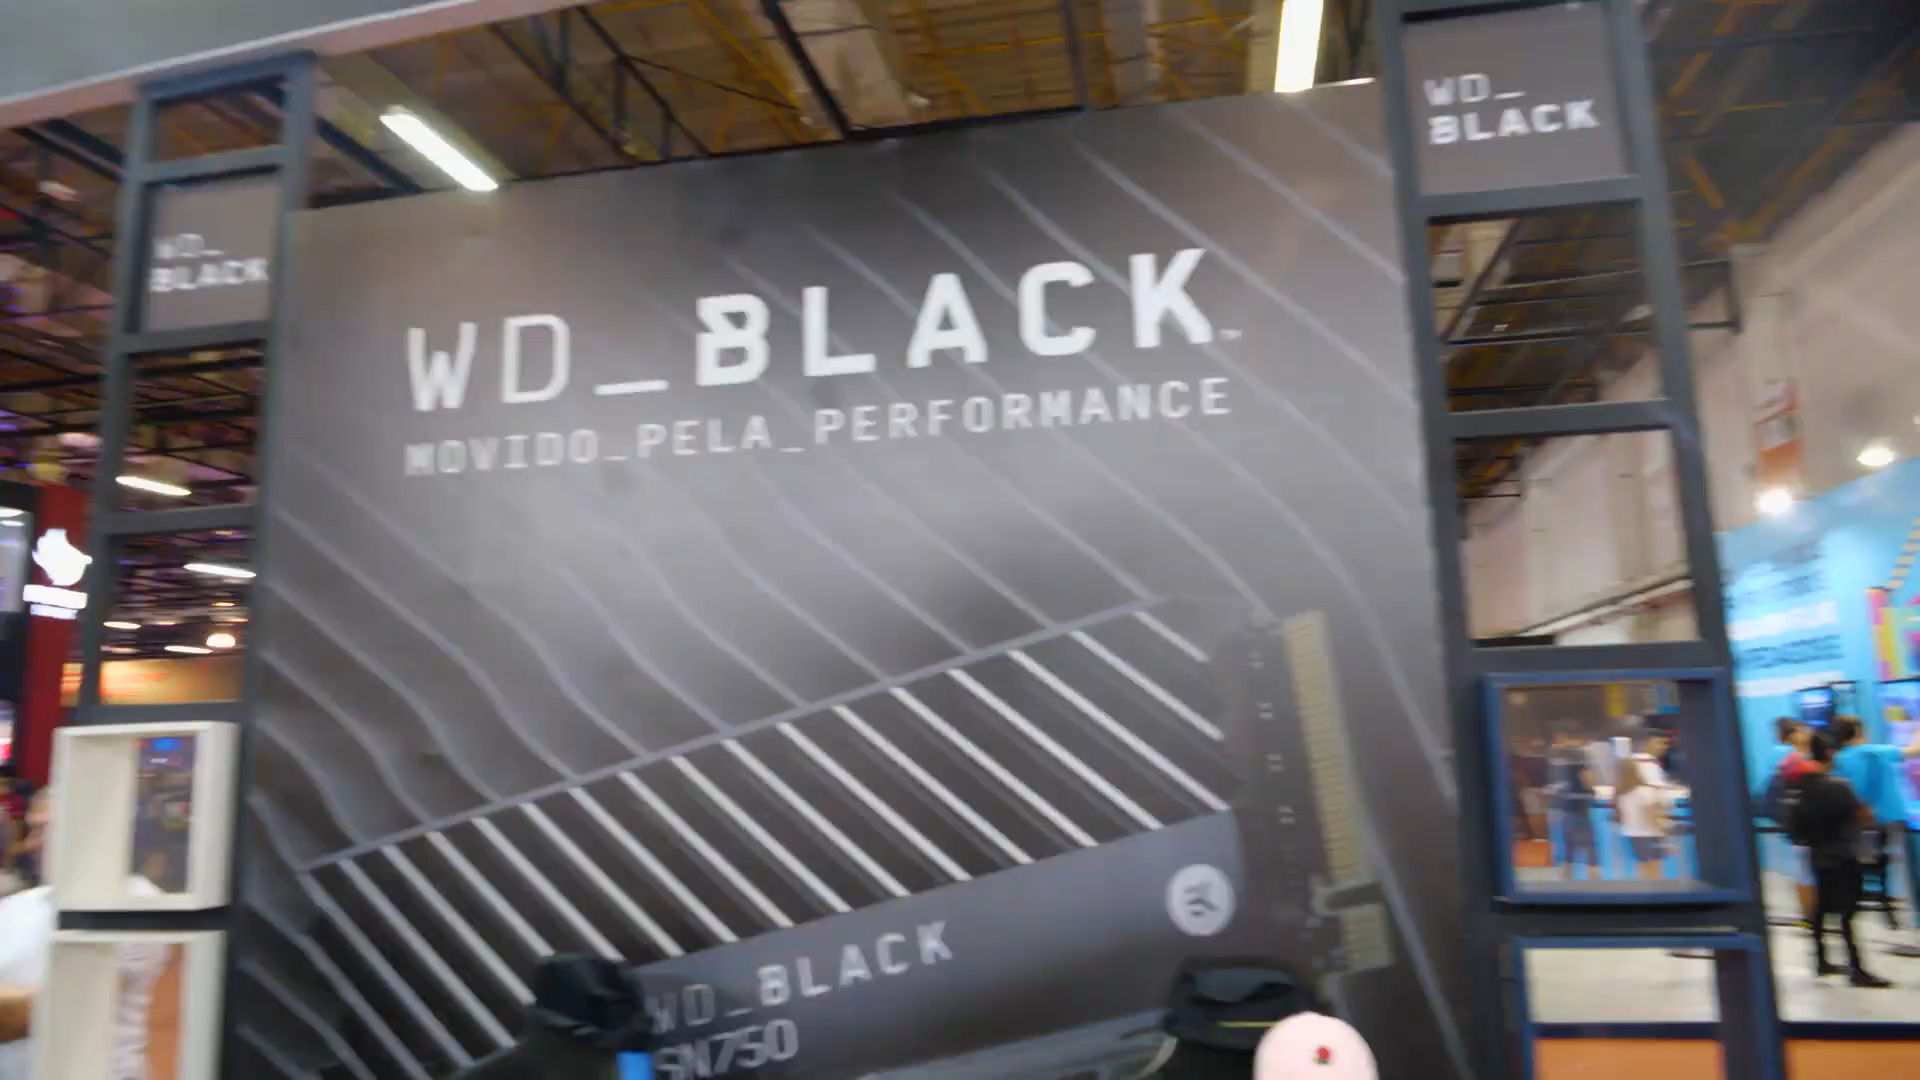 WD_
BLACK
WD_
BLACK
WD_BLACK
MOVIDO_PELA_PERFORMANCE
WD_BLACK
SN750